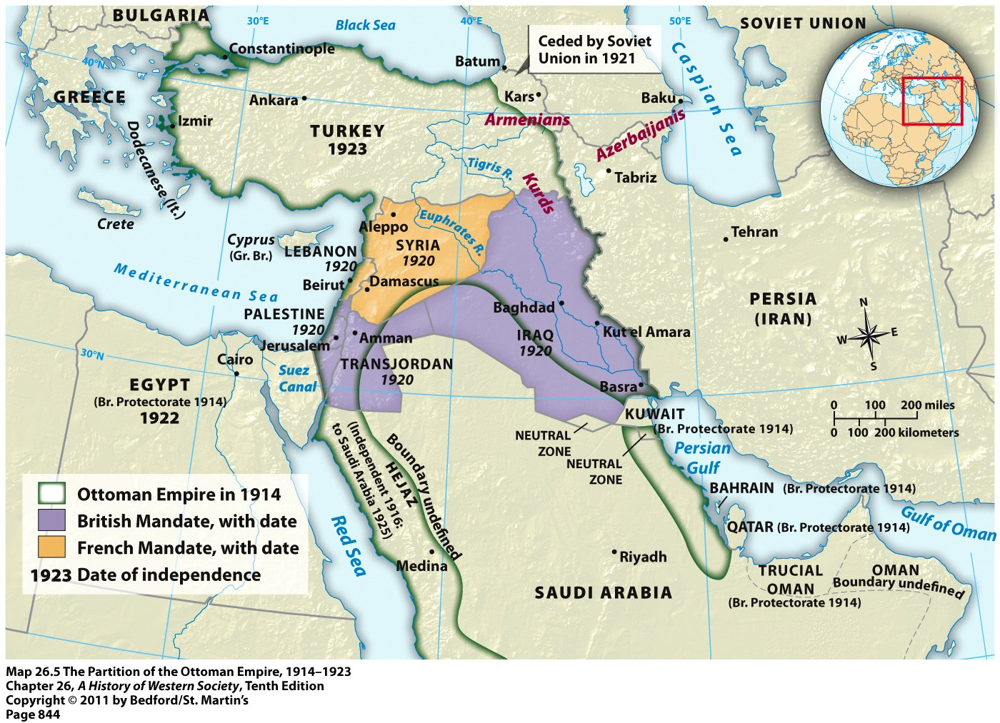 BULGARIA
30°E
Black Sea
40°E
50°E
SOVIET UNION
Constantinople
Ceded by Soviet
Union in 1921
Batum
40°N
GREECE
Ankara
Kars
Baku
Caspian Sea
Izmir
Armenians
Azerbaijanis
TURKEY
1923
Dodecanese (It.)
Tigris R.
Kurds
Tabriz
Crete
Aleppo
Euphrates R.
Tehran
Cyprus
(Gr. Br.)
LEBANON
1920
SYRIA
1920
Mediterranean Sea
Beirut
Damascus
PERSIA
(IRAN)
N
W
E
S
PALESTINE
1920
Baghdad
Jerusalem
Amman
IRAQ
1920
Kut el Amara
30°N
Cairo
Suez
Canal
TRANSJORDAN
1920
EGYPT
(Br. Protectorate 1914)
1922
Basra
KUWAIT
(Br. Protectorate 1914)
0 100 200 miles
0 100 200 kilometers
NEUTRAL
ZONE
NEUTRAL
ZONE
Persian
Gulf
Boundary undefined
HEJAZ
(Independent 1916:
to Saudi Arabia 1925)
BAHRAIN (Br. Protectorate 1914)
QATAR (Br. Protectorate 1914)
Gulf of Oman
Red Sea
Medina
Riyadh
SAUDI ARABIA
TRUCIAL
OMAN
(Br. Protectorate 1914)
OMAN
Boundary undefined
Ottoman Empire in 1914
British Mandate, with date
French Mandate, with date
1923 Date of independence
Map 26.5 The Partition of the Ottoman Empire, 1914–1923
Chapter 26, A History of Western Society, Tenth Edition
Copyright © 2011 by Bedford/St. Martin's
Page 844